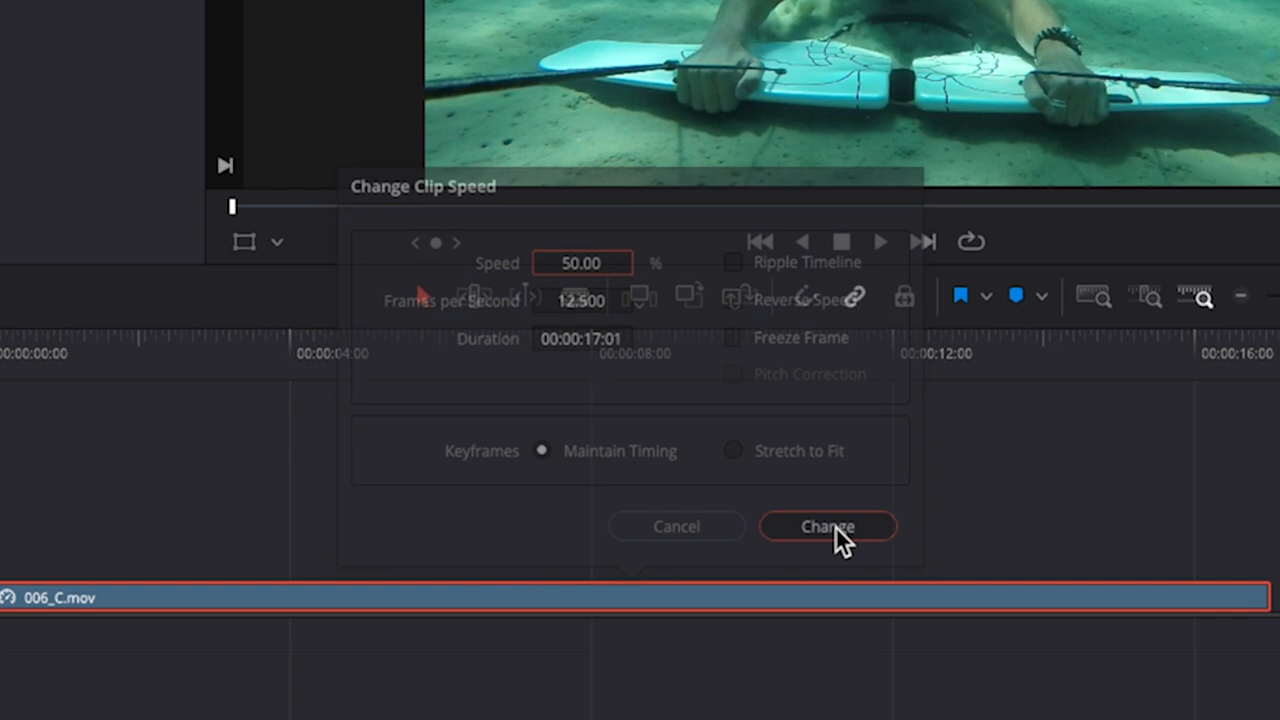 Change Clip Speed
Speed 50.00 % Ripple Timeline
Frames per Second 12.500 Reverse Speed
Duration 00:00:17:01 Freeze Frame
00:00:00:00 00:00:04:00 00:00:08:00 00:00:12:00 00:00:16:00
Pitch Correction
Keyframes Maintain Timing Stretch to Fit
Cancel Change
006_C.mov